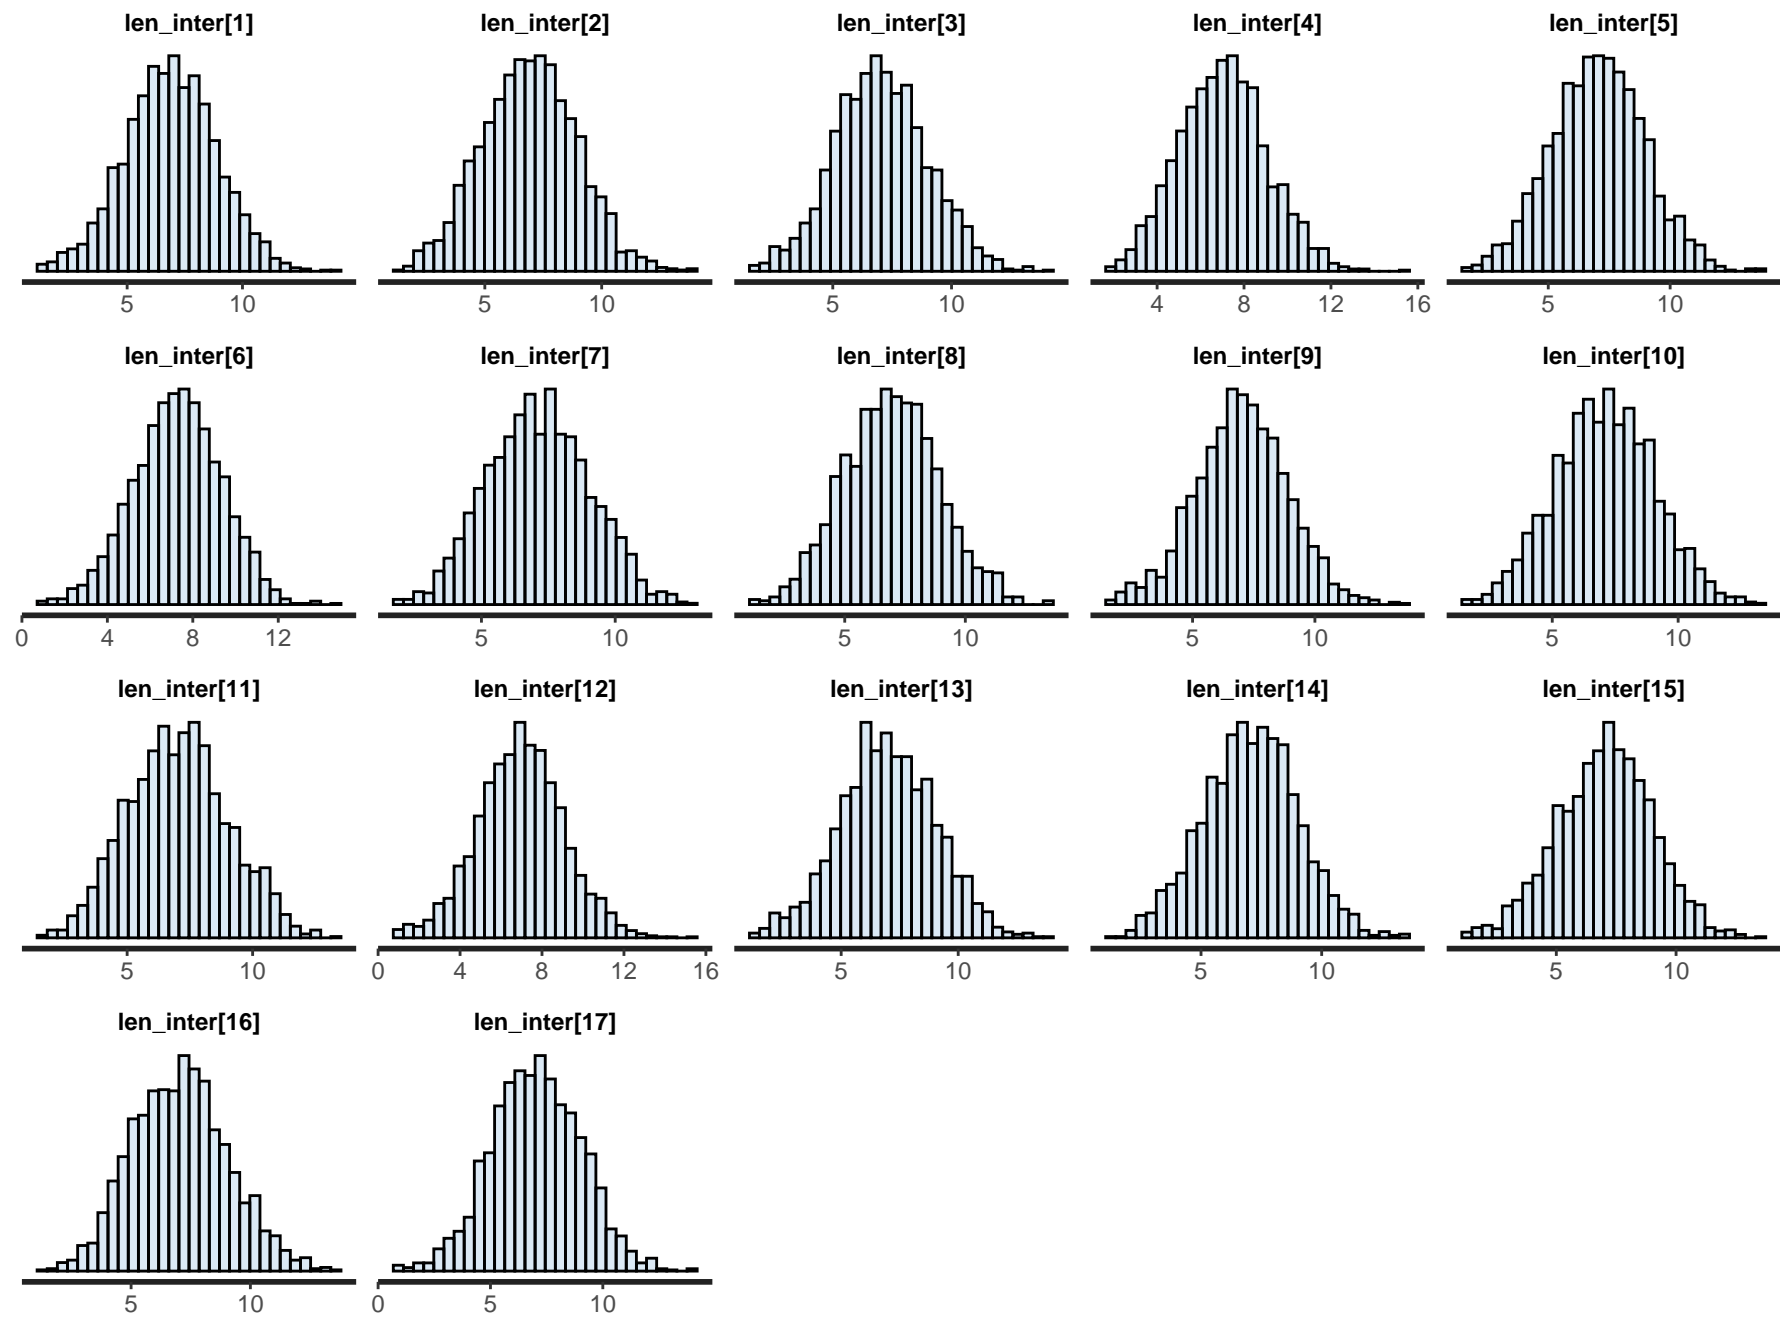 len_inter[1] len_inter[2] len_inter[3] len_inter[4] len_inter[5]
5 10 5 10 5 10 4 8 12 16 5 10
len_inter[6] len_inter[7] len_inter[8] len_inter[9] len_inter[10]
0 4 8 12 5 10 5 10 5 10 5 10
len_inter[11] len_inter[12] len_inter[13] len_inter[14] len_inter[15]
5 10 0 4 8 12 16 5 10 5 10 5 10
len_inter[16] len_inter[17]
5 10 0 5 10